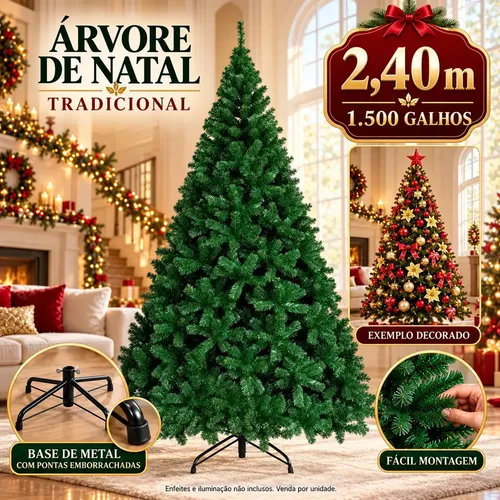 ÁRVORE
DE NATAL
TRADICIONAL
2,40m
1.500 GALHOS
EXEMPLO DECORADO
BASE DE METAL
COM PONTAS EMBORRACHADAS
FÁCIL MONTAGEM
Enfeites e iluminação não inclusos. Venda por unidade.